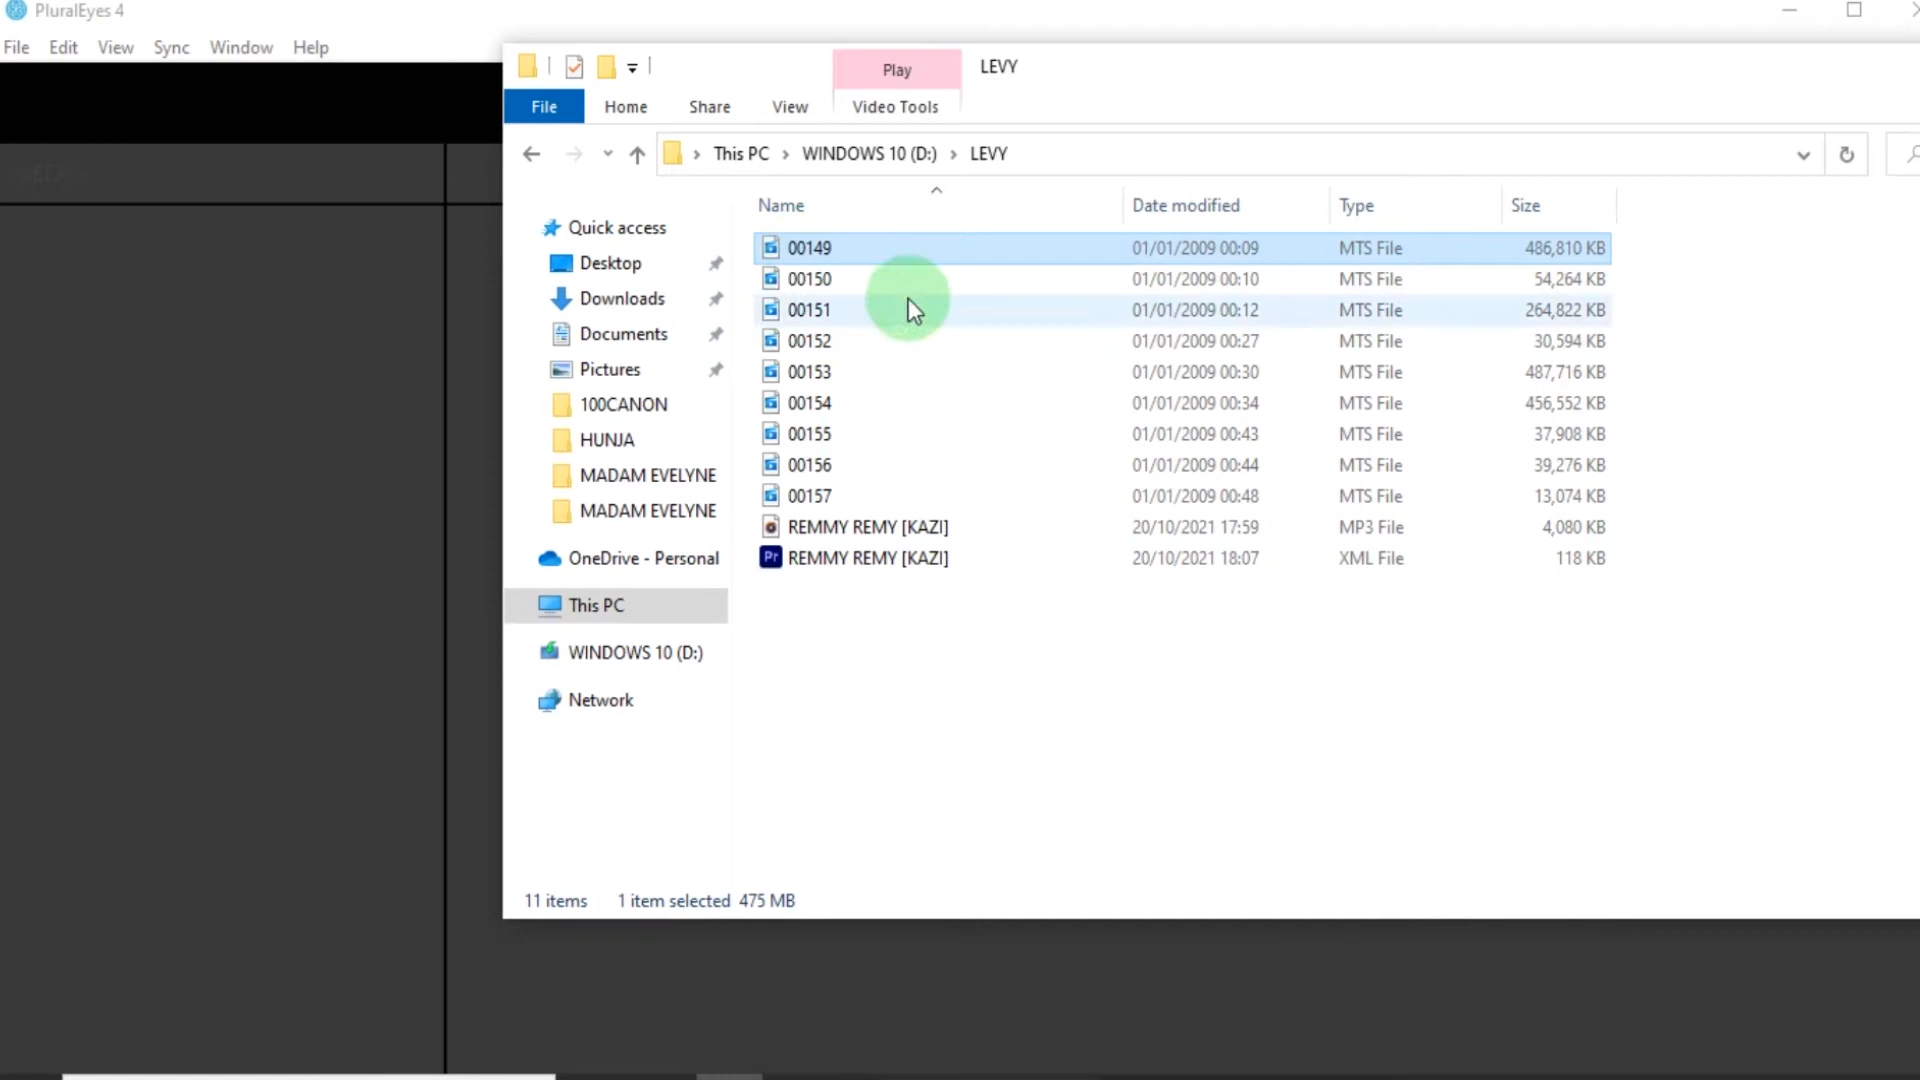 PluralEyes 4
File Edit View Sync Window Help
Play LEVY
File Home Share View Video Tools
This PC WINDOWS 10 (D:) LEVY
Name Date modified Type Size
Quick access
Desktop
Downloads
Documents
Pictures
100CANON
HUNJA
MADAM EVELYNE
MADAM EVELYNE
OneDrive - Personal
This PC
WINDOWS 10 (D:)
Network
00149 01/01/2009 00:09 MTS File 486,810 KB
00150 01/01/2009 00:10 MTS File 54,264 KB
00151 01/01/2009 00:12 MTS File 264,822 KB
00152 01/01/2009 00:27 MTS File 30,594 KB
00153 01/01/2009 00:30 MTS File 487,716 KB
00154 01/01/2009 00:34 MTS File 456,552 KB
00155 01/01/2009 00:43 MTS File 37,908 KB
00156 01/01/2009 00:44 MTS File 39,276 KB
00157 01/01/2009 00:48 MTS File 13,074 KB
REMMY REMY [KAZI] 20/10/2021 17:59 MP3 File 4,080 KB
Pr REMMY REMY [KAZI] 20/10/2021 18:07 XML File 118 KB
11 items 1 item selected 475 MB